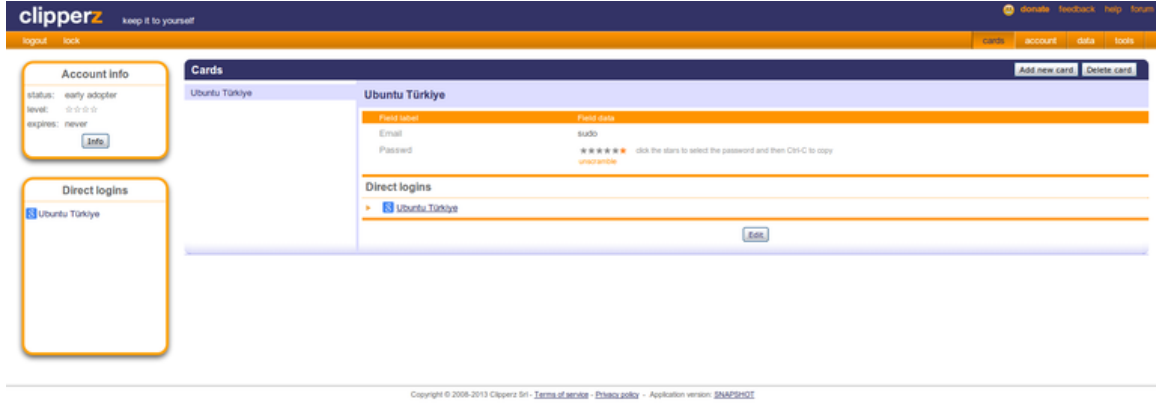 clipperz keep it to yourself
donate feedback help forum
logout lock
cards account data tools
Account info
status: early adopter
level: ☆☆☆☆
expires: never
Info
Direct logins
Ubuntu Türkiye
Cards
Add new card Delete card
Ubuntu Türkiye
Ubuntu Türkiye
Field label Field data
Email sudo
Passwd ★★★★★★ click the stars to select the password and then Ctrl-C to copy
unscramble
Direct logins
Ubuntu Türkiye
Edit
Copyright © 2008-2013 Clipperz Srl - Terms of service - Privacy policy - Application version: SNAPSHOT